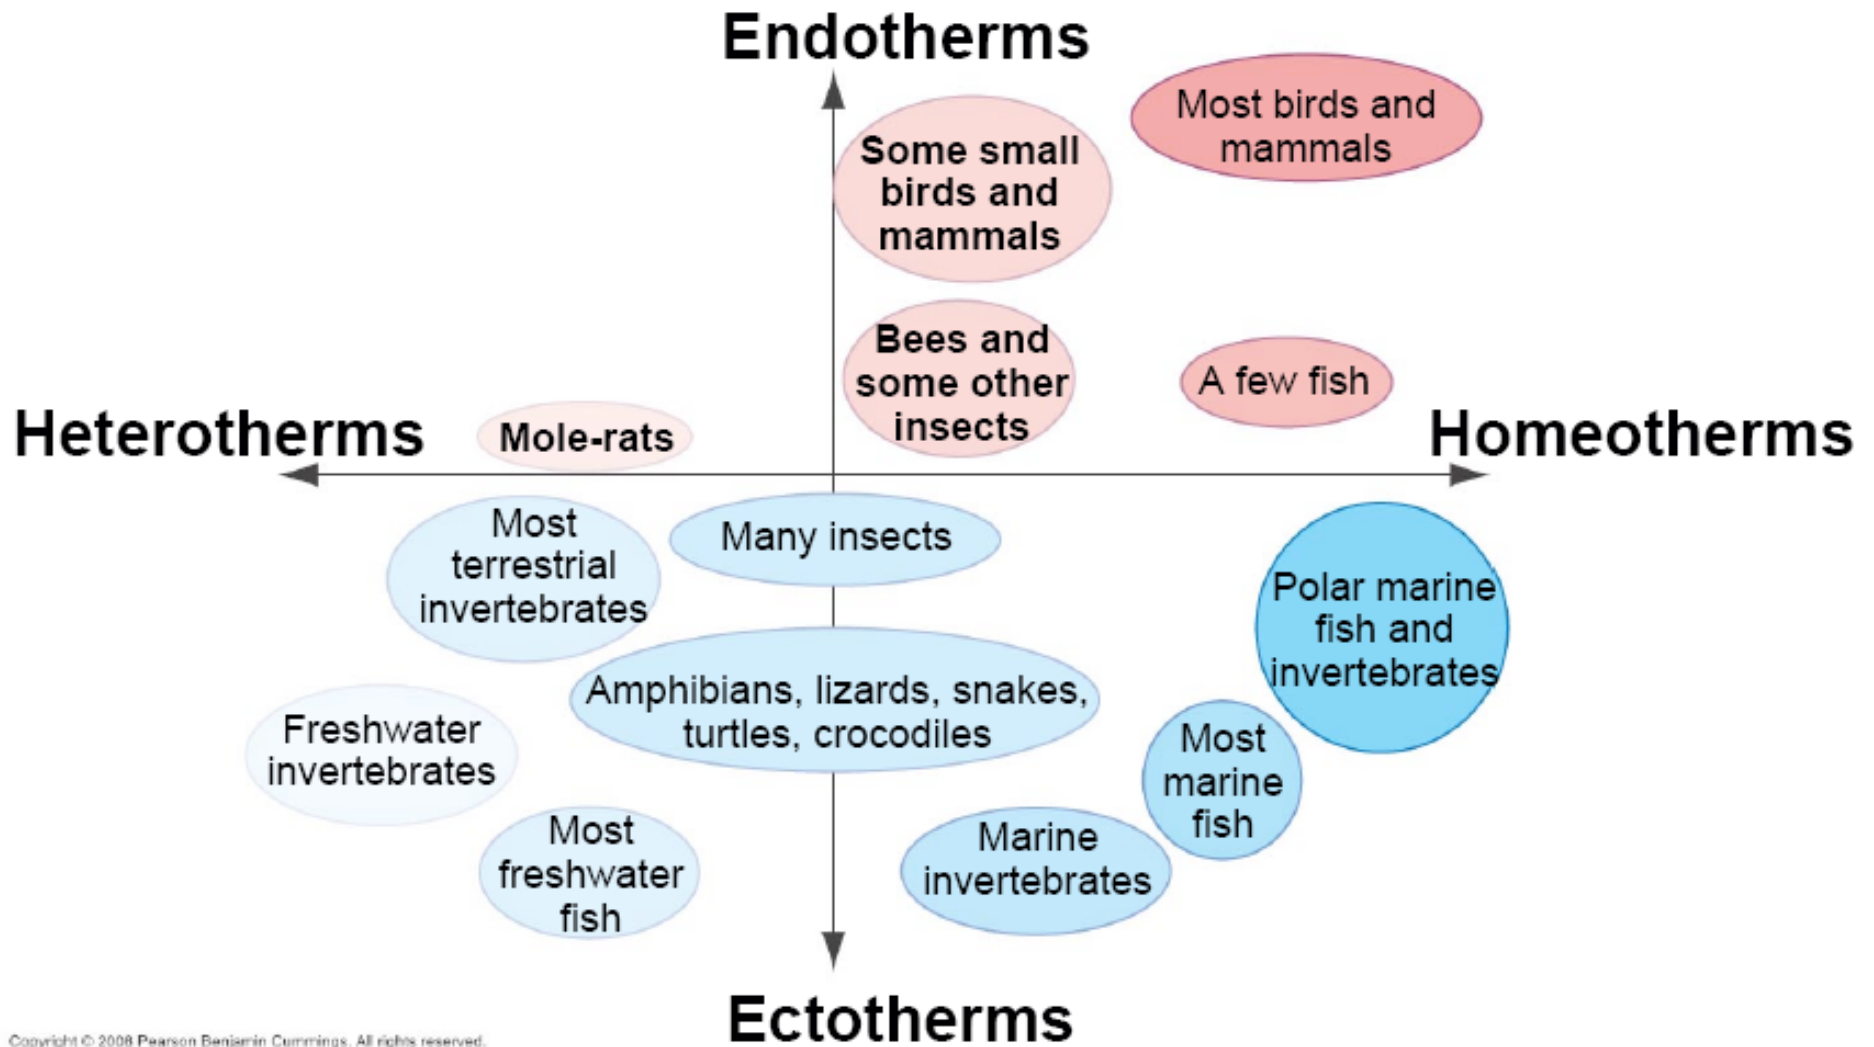 Endotherms
Most birds and
mammals
Some small
birds and
mammals
Bees and
some other
insects
A few fish
Heterotherms
Mole-rats
Homeotherms
Most
terrestrial
invertebrates
Many insects
Polar marine
fish and
invertebrates
Amphibians, lizards, snakes,
turtles, crocodiles
Freshwater
invertebrates
Most
marine
fish
Most
freshwater
fish
Marine
invertebrates
Ectotherms
Copyright © 2008 Pearson Benjamin Cummings. All rights reserved.